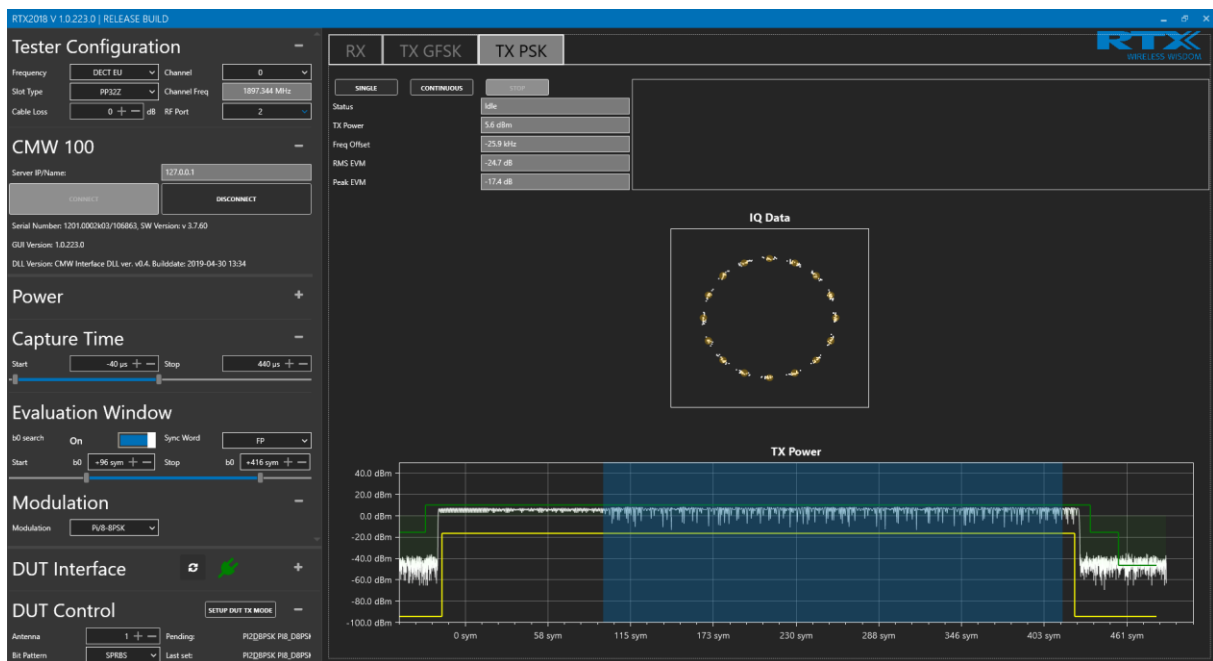 RTX2018 V 1.0.223.0 | RELEASE BUILD
Tester Configuration
Frequency DECT EU Channel 0
Slot Type PP32Z Channel Freq 1897.344 MHz
Cable Loss 0 dB RF Port 2
CMW 100
Server IP/Name: 127.0.0.1
CONNECT DISCONNECT
Serial Number: 1201.0002k03/106863, SW Version: v 3.7.60
GUI Version: 1.0.223.0
DLL Version: CMW Interface DLL ver. v0.4. Builddate: 2019-04-30 13:34
Power
Capture Time
Start -40 µs Stop 440 µs
Evaluation Window
b0 search On Sync Word FP
Start b0 +96 sym Stop b0 +416 sym
Modulation
Modulation Pi/8-8PSK
DUT Interface
DUT Control SETUP DUT TX MODE
Antenna 1 Pending: PI2DBPSK PI8_D8PSK
Bit Pattern SPRBS Last set: PI2DBPSK PI8_D8PSK
RX TX GFSK TX PSK
RTX
WIRELESS WISDOM
SINGLE CONTINUOUS STOP
Status Idle
TX Power 5.6 dBm
Freq Offset -25.9 kHz
RMS EVM -24.7 dB
Peak EVM -17.4 dB
IQ Data
TX Power
40.0 dBm
20.0 dBm
0.0 dBm
-20.0 dBm
-40.0 dBm
-60.0 dBm
-80.0 dBm
-100.0 dBm
0 sym 58 sym 115 sym 173 sym 230 sym 288 sym 346 sym 403 sym 461 sym